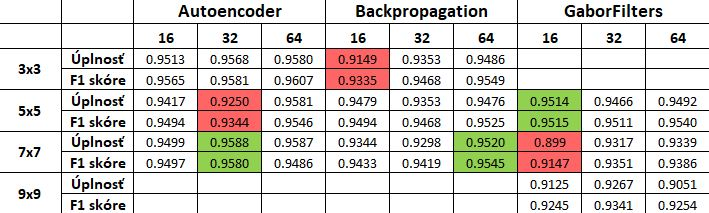 Autoencoder Backpropagation GaborFilters
16 32 64 16 32 64 16 32 64
3x3 Úplnosť 0.9513 0.9568 0.9580 0.9149 0.9353 0.9486
F1 skóre 0.9565 0.9581 0.9607 0.9335 0.9468 0.9549
5x5 Úplnosť 0.9417 0.9250 0.9581 0.9479 0.9353 0.9476 0.9514 0.9466 0.9492
F1 skóre 0.9494 0.9344 0.9546 0.9494 0.9468 0.9525 0.9515 0.9511 0.9540
7x7 Úplnosť 0.9499 0.9588 0.9587 0.9344 0.9298 0.9520 0.899 0.9317 0.9339
F1 skóre 0.9497 0.9580 0.9486 0.9433 0.9419 0.9545 0.9147 0.9351 0.9386
9x9 Úplnosť 0.9125 0.9267 0.9051
F1 skóre 0.9245 0.9341 0.9254